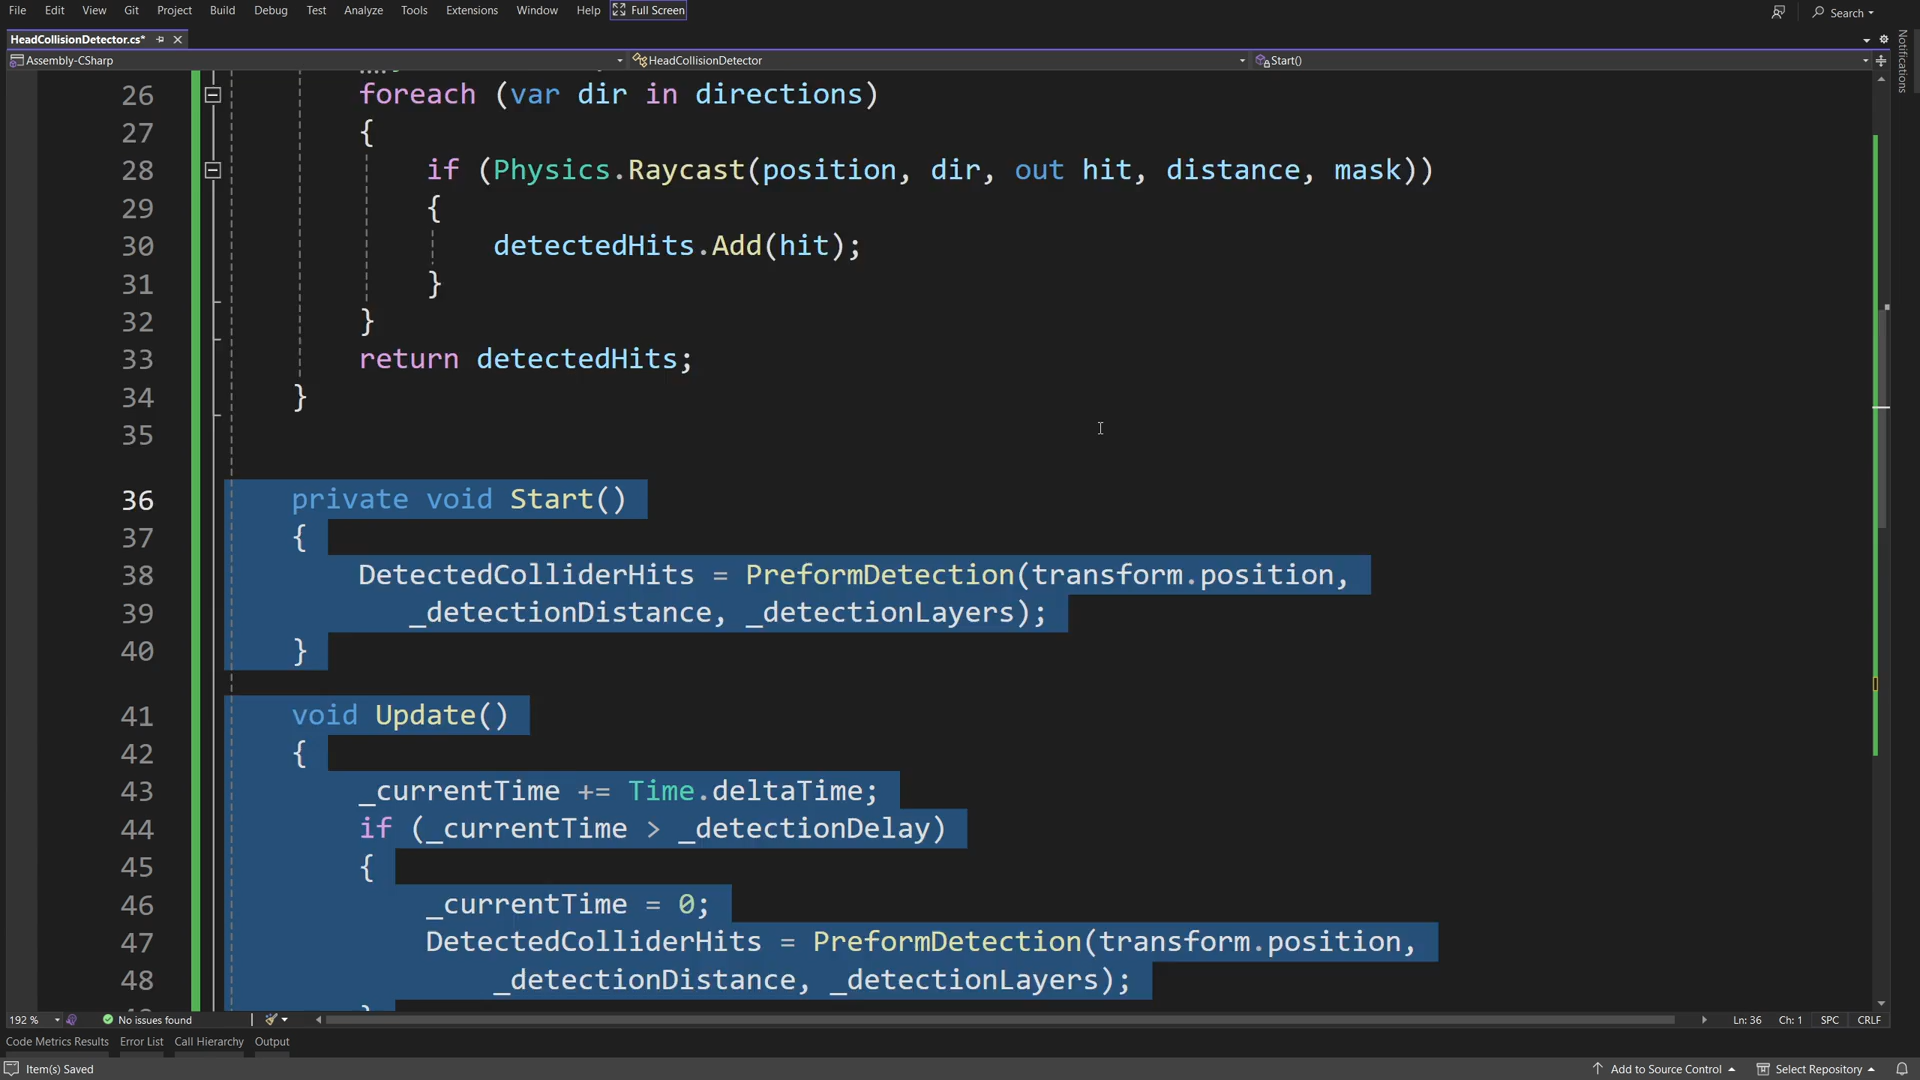 File Edit View Git Project Build Debug Test Analyze Tools Extensions Window Help Full Screen Search
HeadCollisionDetector.cs*
Assembly-CSharp HeadCollisionDetector Start()
Notifications
26 foreach (var dir in directions)
27 {
28 if (Physics.Raycast(position, dir, out hit, distance, mask))
29 {
30 detectedHits.Add(hit);
31 }
32 }
33 return detectedHits;
34 }
35
36 private void Start()
37 {
38 DetectedColliderHits = PreformDetection(transform.position,
39 _detectionDistance, _detectionLayers);
40 }
41 void Update()
42 {
43 _currentTime += Time.deltaTime;
44 if (_currentTime > _detectionDelay)
45 {
46 _currentTime = 0;
47 DetectedColliderHits = PreformDetection(transform.position,
48 _detectionDistance, _detectionLayers);
192 % No issues found Ln: 36 Ch: 1 SPC CRLF
Code Metrics Results Error List Call Hierarchy Output
Item(s) Saved Add to Source Control Select Repository